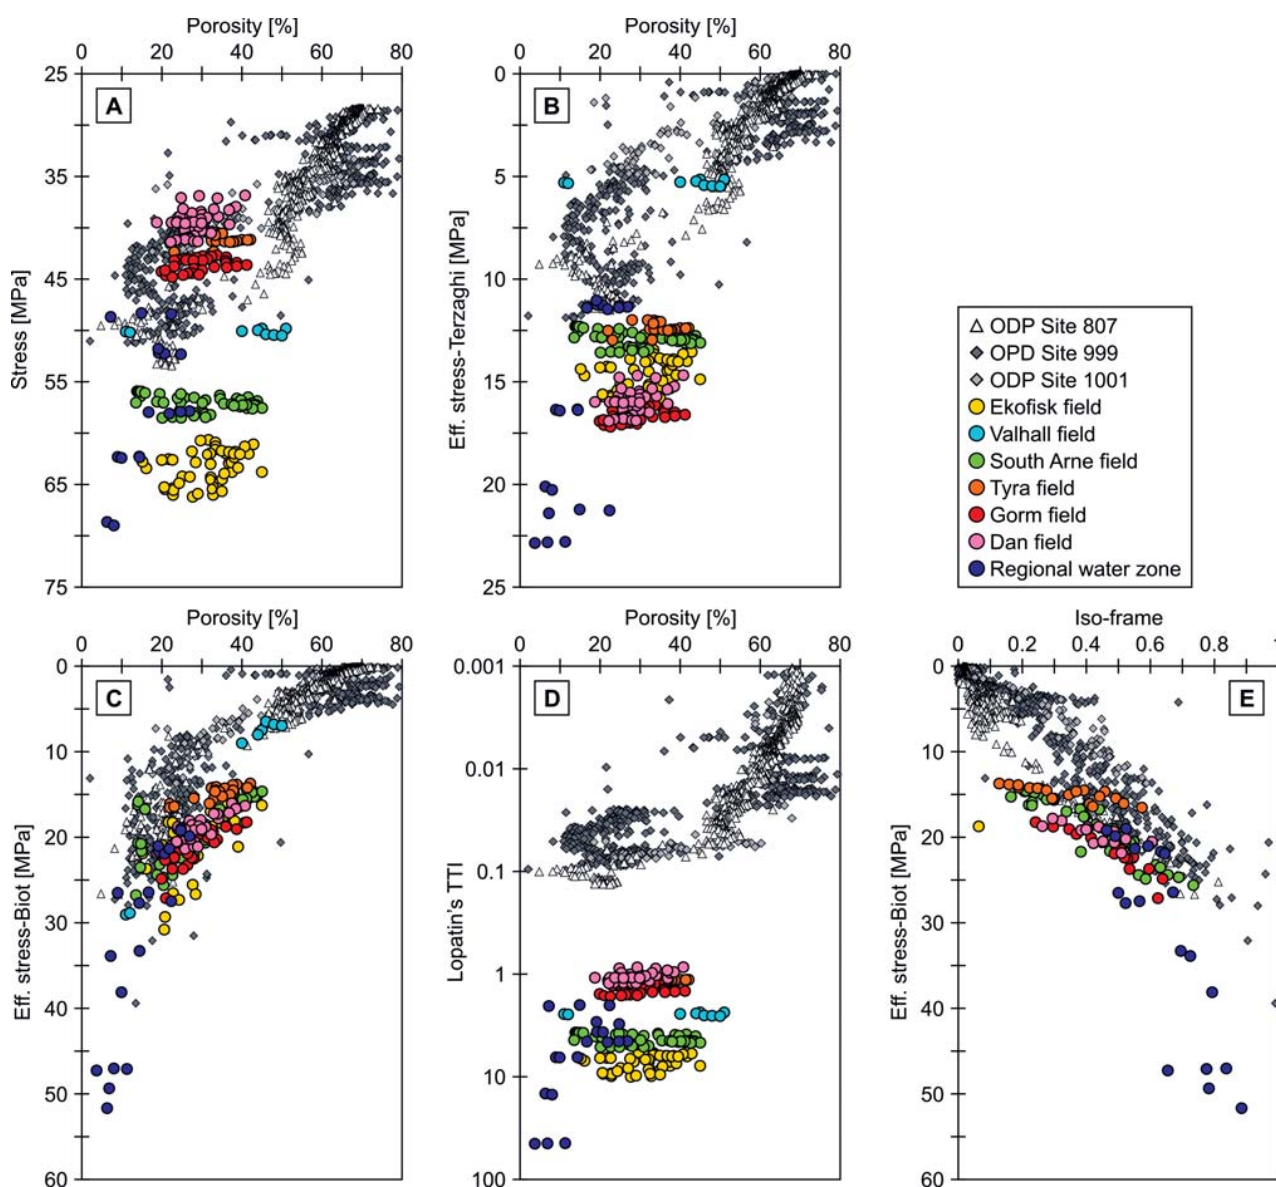 Porosity [%]
0 20 40 60 80
25
35
45
55
65
75
Stress [MPa]
A
Porosity [%]
0 20 40 60 80
0
5
10
15
20
25
Eff. stress-Terzaghi [MPa]
B
ODP Site 807
OPD Site 999
ODP Site 1001
Ekofisk field
Valhall field
South Arne field
Tyra field
Gorm field
Dan field
Regional water zone
Porosity [%]
0 20 40 60 80
0
10
20
30
40
50
60
Eff. stress-Biot [MPa]
C
Porosity [%]
0 20 40 60 80
0.001
0.01
0.1
1
10
100
Lopatin's TTI
D
Iso-frame
0 0.2 0.4 0.6 0.8 1
0
10
20
30
40
50
60
Eff. stress-Biot [MPa]
E